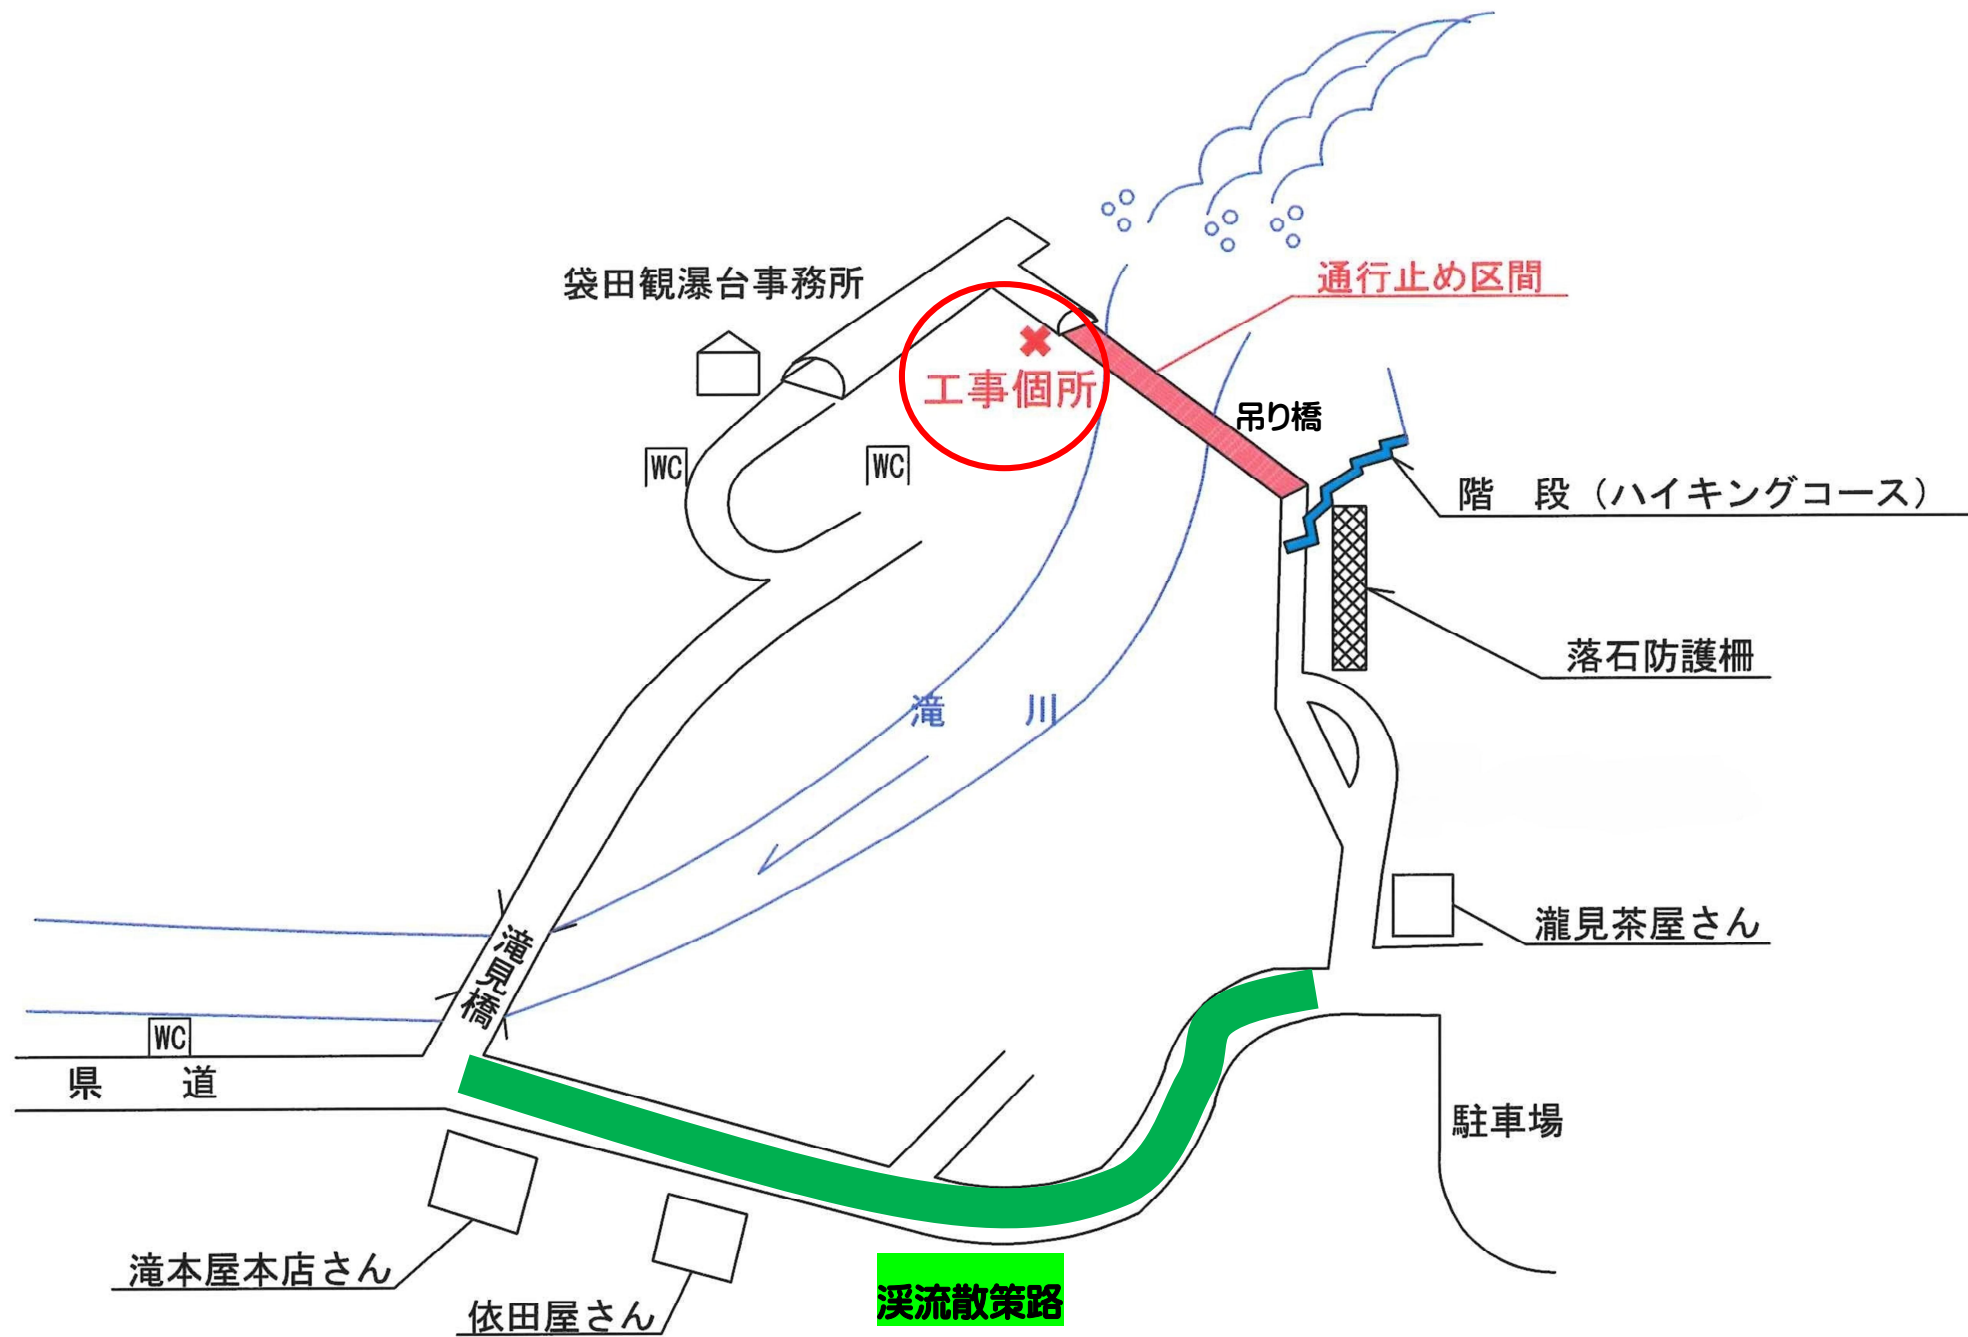 袋田観瀑台事務所
通行止め区間
工事個所
吊り橋
WC
WC
階 段（ハイキングコース）
落石防護柵
滝 川
瀧見茶屋さん
滝見橋
WC
県 道
駐車場
滝本屋本店さん
依田屋さん
渓流散策路